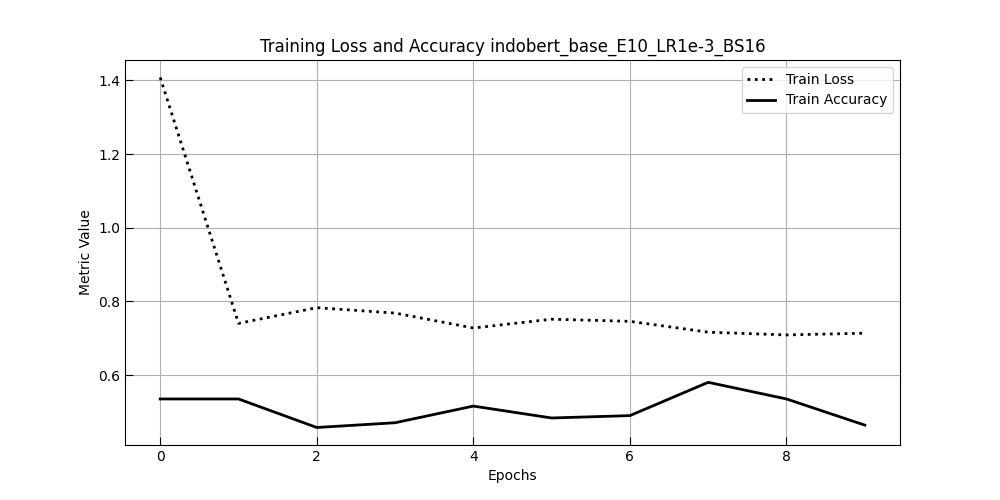 Training Loss and Accuracy indobert_base_E10_LR1e-3_BS16
Train Loss
Train Accuracy
1.4
1.2
1.0
0.8
0.6
Metric Value
0 2 4 6 8
Epochs